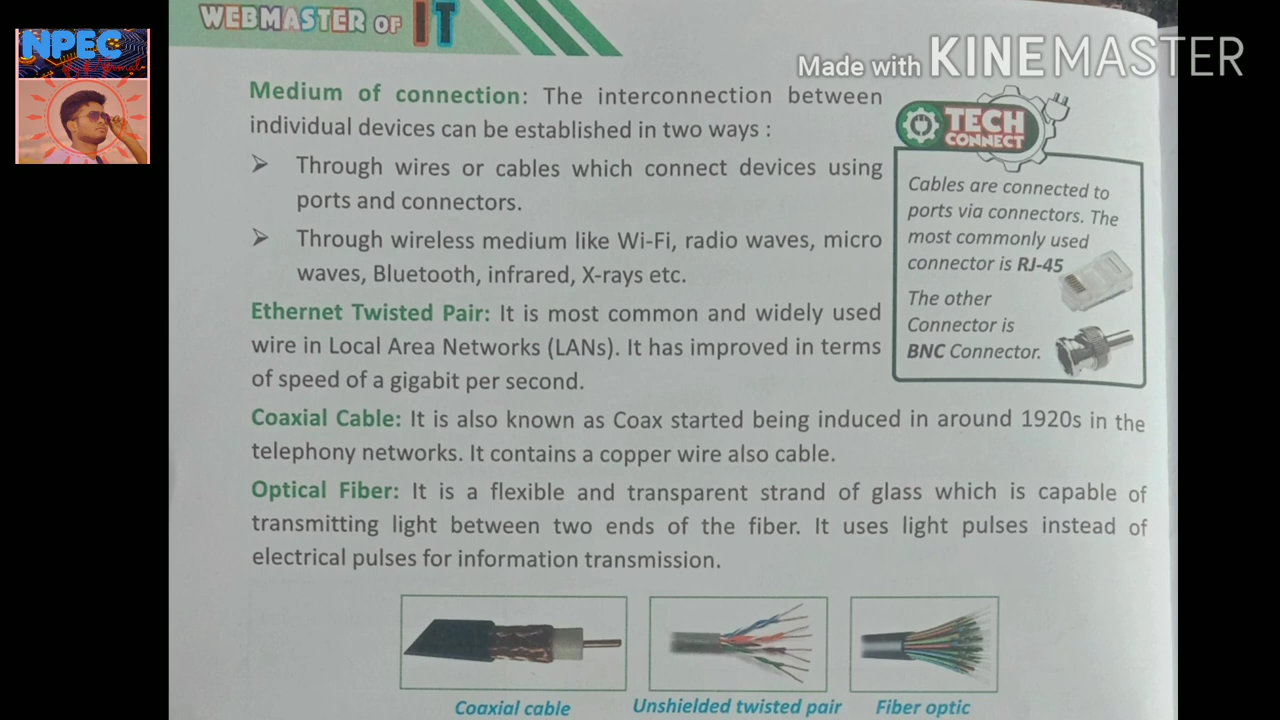 WEBMASTER OF IT
NPEC
Made with KINEMASTER
Medium of connection: The interconnection between
individual devices can be established in two ways :
➢ Through wires or cables which connect devices using
ports and connectors.
➢ Through wireless medium like Wi-Fi, radio waves, micro
waves, Bluetooth, infrared, X-rays etc.
Ethernet Twisted Pair: It is most common and widely used
wire in Local Area Networks (LANs). It has improved in terms
of speed of a gigabit per second.
TECH
CONNECT
Cables are connected to
ports via connectors. The
most commonly used
connector is RJ-45
The other
Connector is
BNC Connector.
Coaxial Cable: It is also known as Coax started being induced in around 1920s in the
telephony networks. It contains a copper wire also cable.
Optical Fiber: It is a flexible and transparent strand of glass which is capable of
transmitting light between two ends of the fiber. It uses light pulses instead of
electrical pulses for information transmission.
Coaxial cable
Unshielded twisted pair
Fiber optic